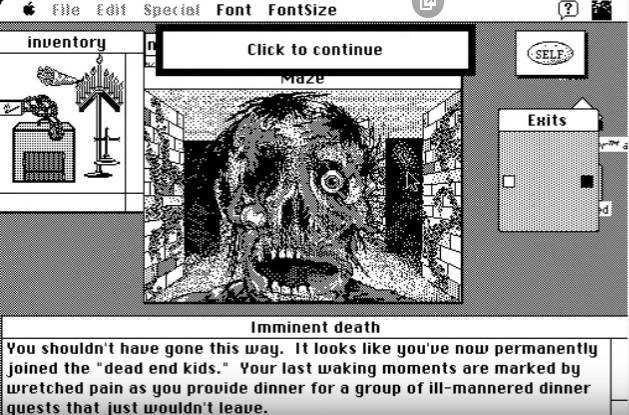 File Edit Special Font FontSize
inventory
Click to continue
Maze
SELF
Exits
Imminent death
You shouldn't have gone this way. It looks like you've now permanently
joined the "dead end kids." Your last waking moments are marked by
wretched pain as you provide dinner for a group of ill-mannered dinner
guests that just wouldn't leave.